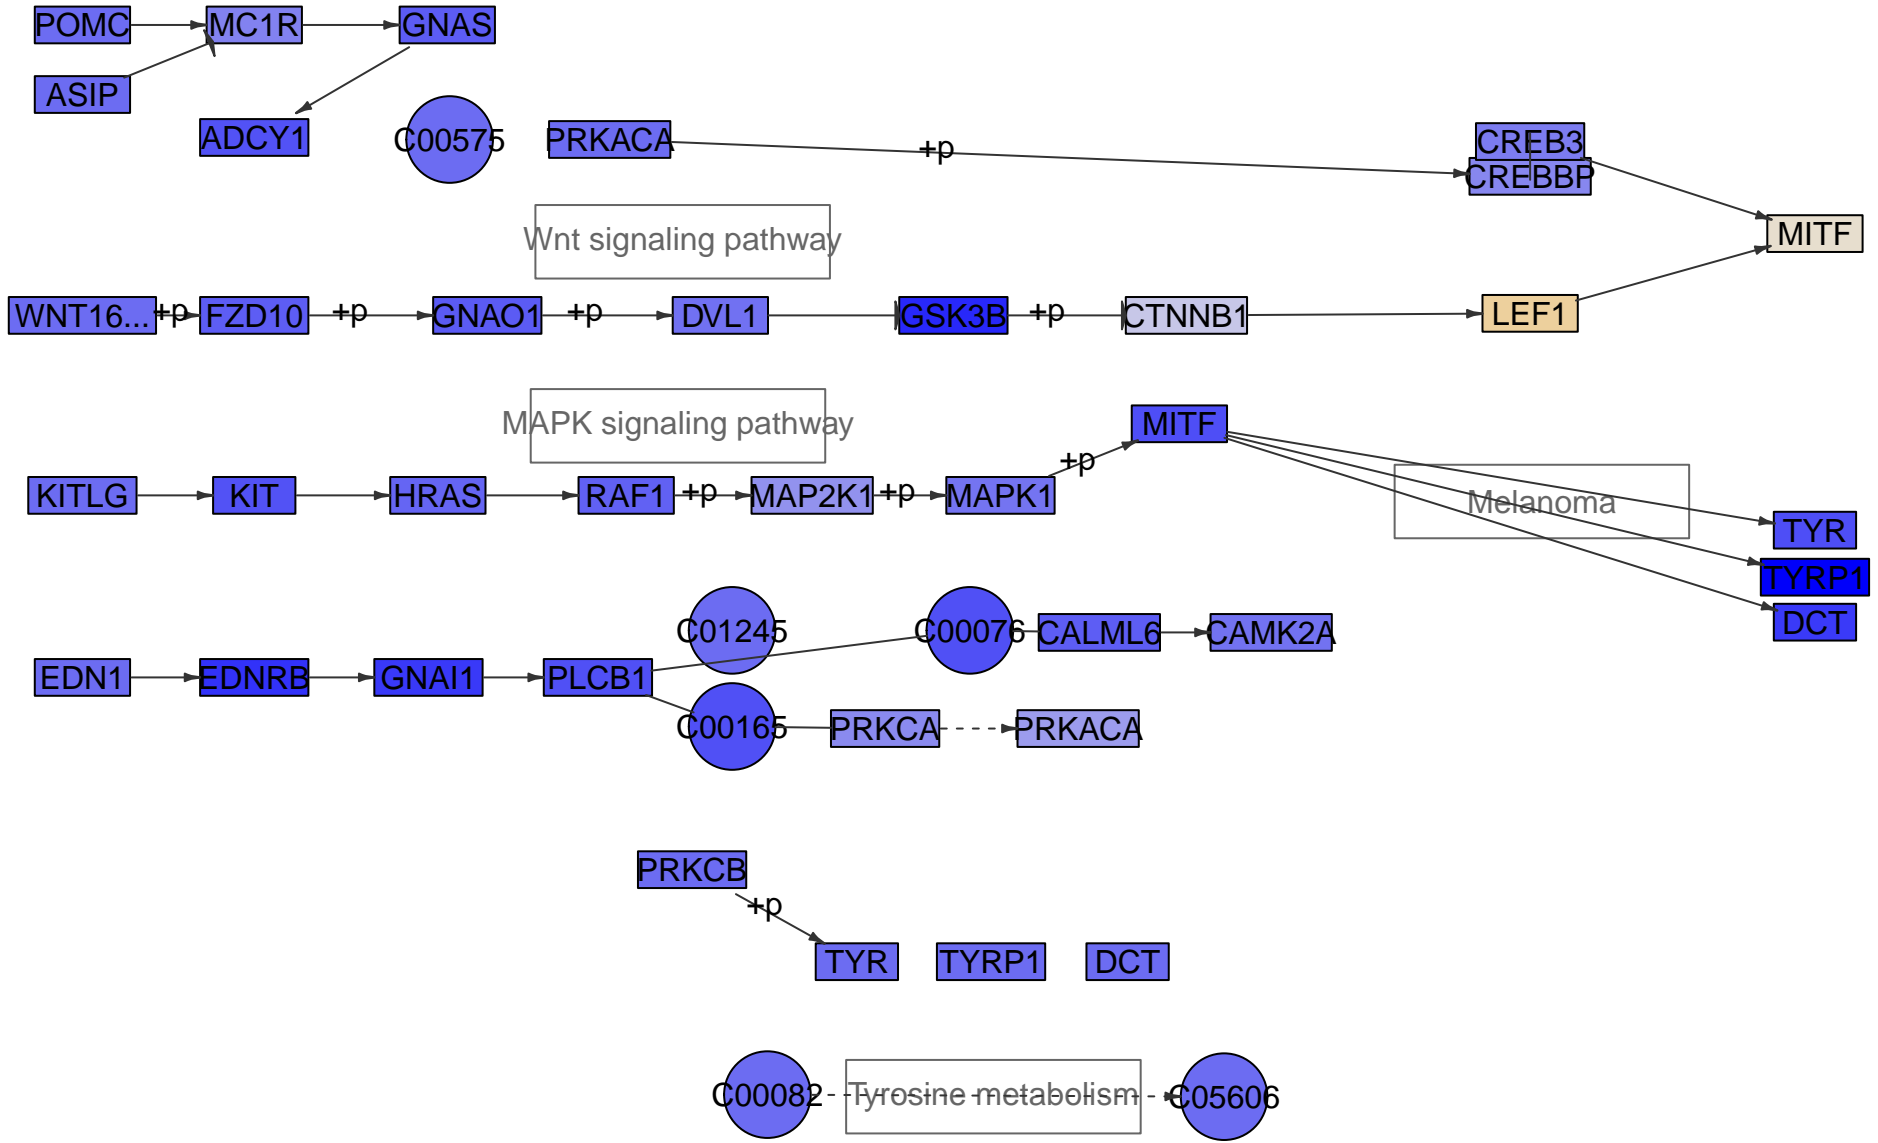 POMC
MC1R
GNAS
ASIP
ADCY1
C00575
PRKACA
+p
CREB3
CREBBP
Wnt signaling pathway
MITF
WNT16...
+p
FZD10
+p
GNAO1
+p
DVL1
GSK3B
+p
CTNNB1
LEF1
MAPK signaling pathway
MITF
+p
KITLG
KIT
HRAS
RAF1
+p
MAP2K1
+p
MAPK1
Melanoma
TYR
TYRP1
DCT
C01245
C00076
CALML6
CAMK2A
EDN1
EDNRB
GNAI1
PLCB1
C00165
PRKCA
PRKACA
PRKCB
+p
TYR
TYRP1
DCT
C00082
Tyrosine metabolism
C05606